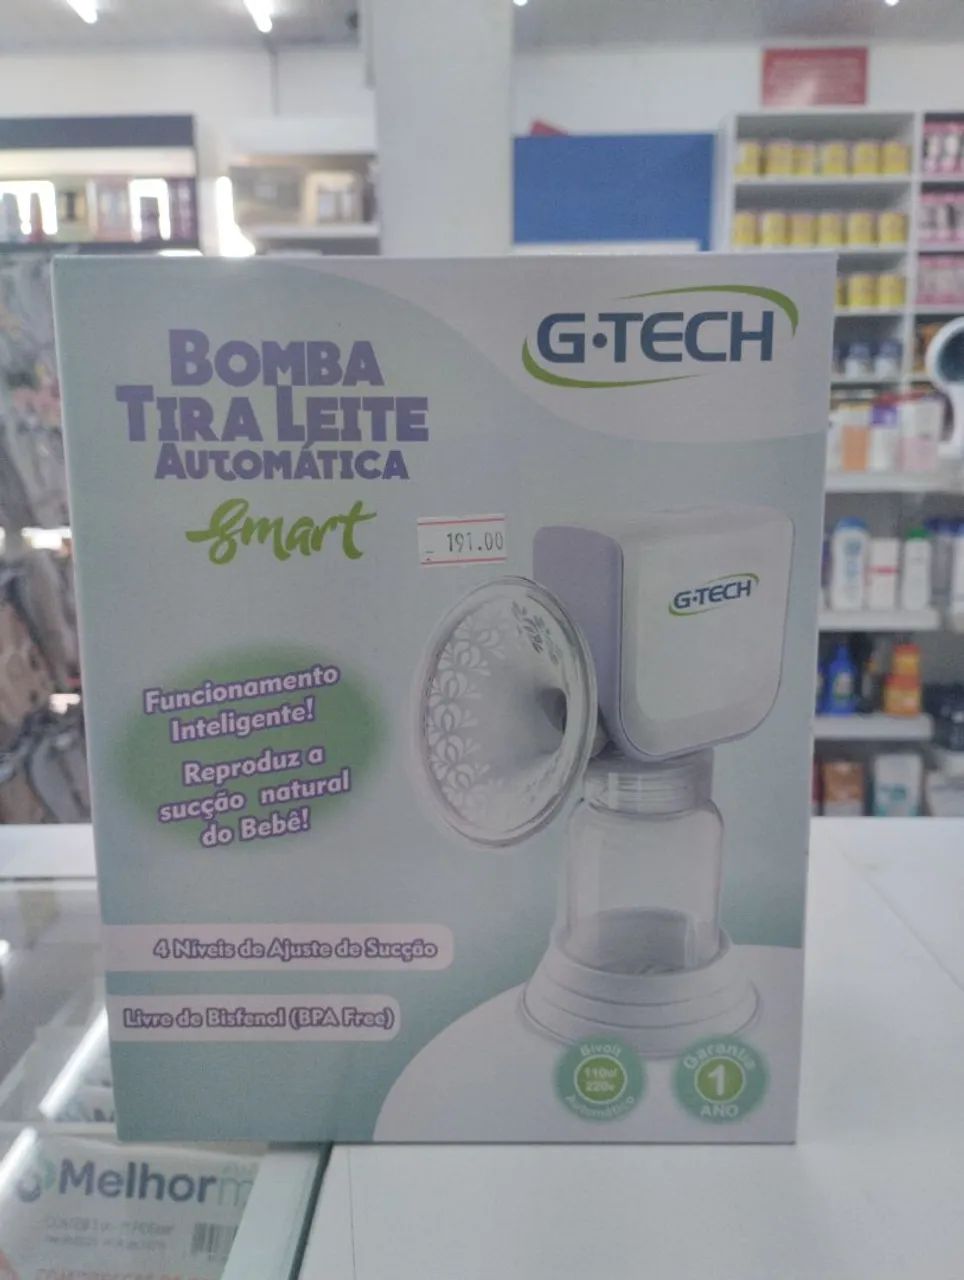 G·TECH
BOMBA
TIRA LEITE
AUTOMÁTICA
Smart
191.00
G·TECH
Funcionamento
Inteligente!
Reproduz a
sucção natural
do Bebê!
4 Níveis de Ajuste de Sucção
Livre de Bisfenol (BPA Free)
Bivolt
110v/
220v
Automático
Garantia
1
AÑO
Melhor